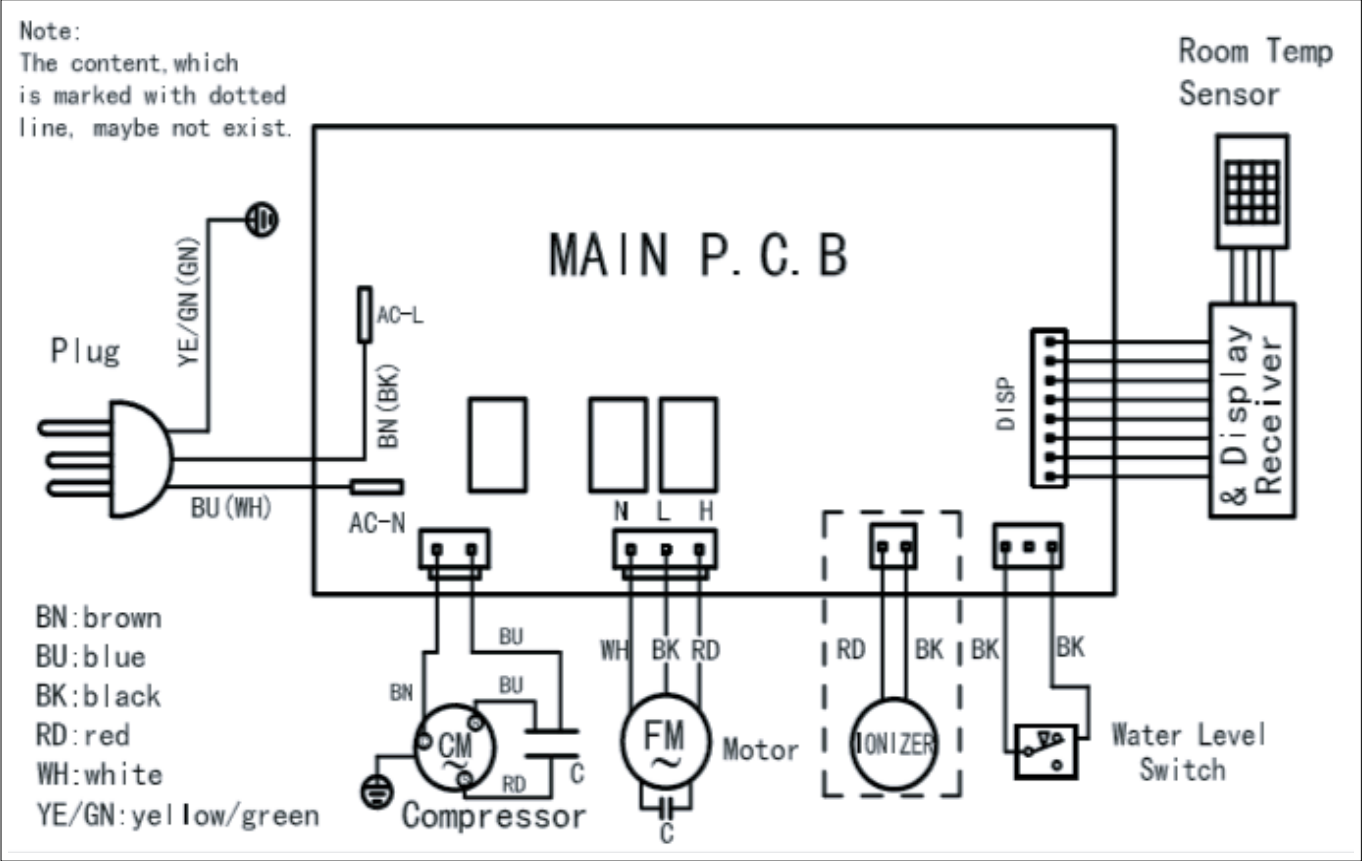 Note:
The content, which
is marked with dotted
line, maybe not exist.
Room Temp
Sensor
MAIN P.C.B
YE/GN(GN)
Plug
AC-L
BN(BK)
BU(WH)
AC-N
N L H
DISP
& Display
Receiver
BN:brown
BU:blue
BK:black
RD:red
WH:white
YE/GN:yellow/green
BU
BN
BU
CM
~
RD
C
Compressor
WH BK RD
FM
~
Motor
C
RD BK
IONIZER
BK BK
Water Level
Switch